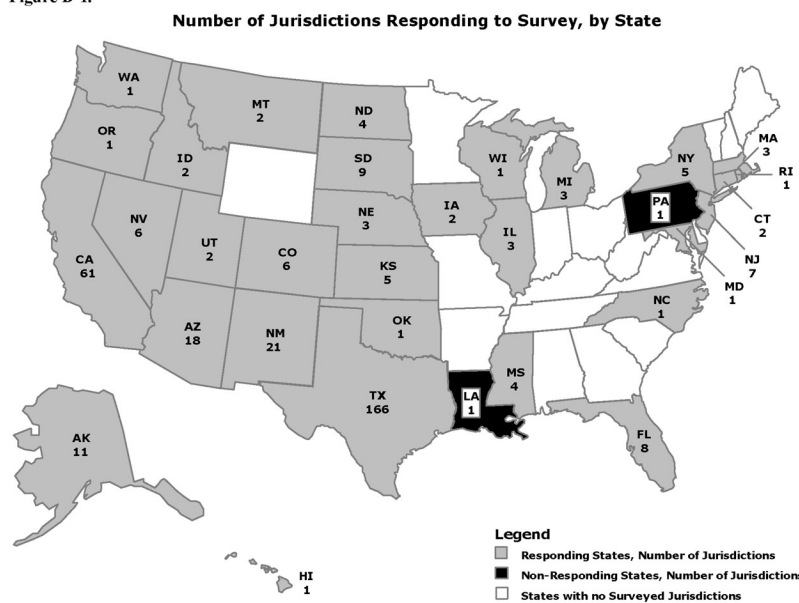 Number of Jurisdictions Responding to Survey, by State
WA
1
MT
2
ND
4
OR
1
ID
2
SD
9
WI
1
MI
3
NY
5
MA
3
RI
1
CT
2
NJ
7
MD
1
PA
1
NV
6
UT
2
CO
6
NE
3
IA
2
IL
3
CA
61
KS
5
AZ
18
NM
21
OK
1
NC
1
TX
166
LA
1
MS
4
FL
8
AK
11
HI
1
Legend
Responding States, Number of Jurisdictions
Non-Responding States, Number of Jurisdictions
States with no Surveyed Jurisdictions